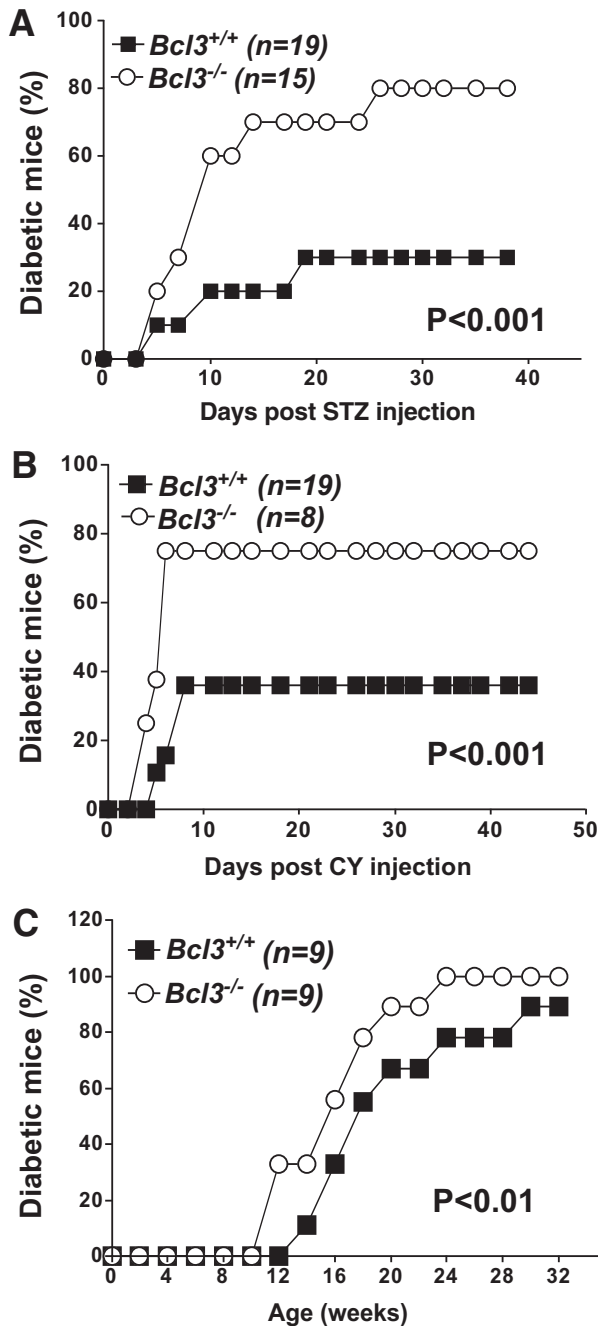 A
Bcl3+/+ (n=19)
Bcl3-/- (n=15)
Diabetic mice (%)
100
80
60
40
20
0
P<0.001
0 10 20 30 40
Days post STZ injection
B
Bcl3+/+ (n=19)
Bcl3-/- (n=8)
Diabetic mice (%)
100
80
60
40
20
0
P<0.001
0 10 20 30 40 50
Days post CY injection
C
Bcl3+/+ (n=9)
Bcl3-/- (n=9)
Diabetic mice (%)
120
100
80
60
40
20
0
P<0.01
0 4 8 12 16 20 24 28 32
Age (weeks)